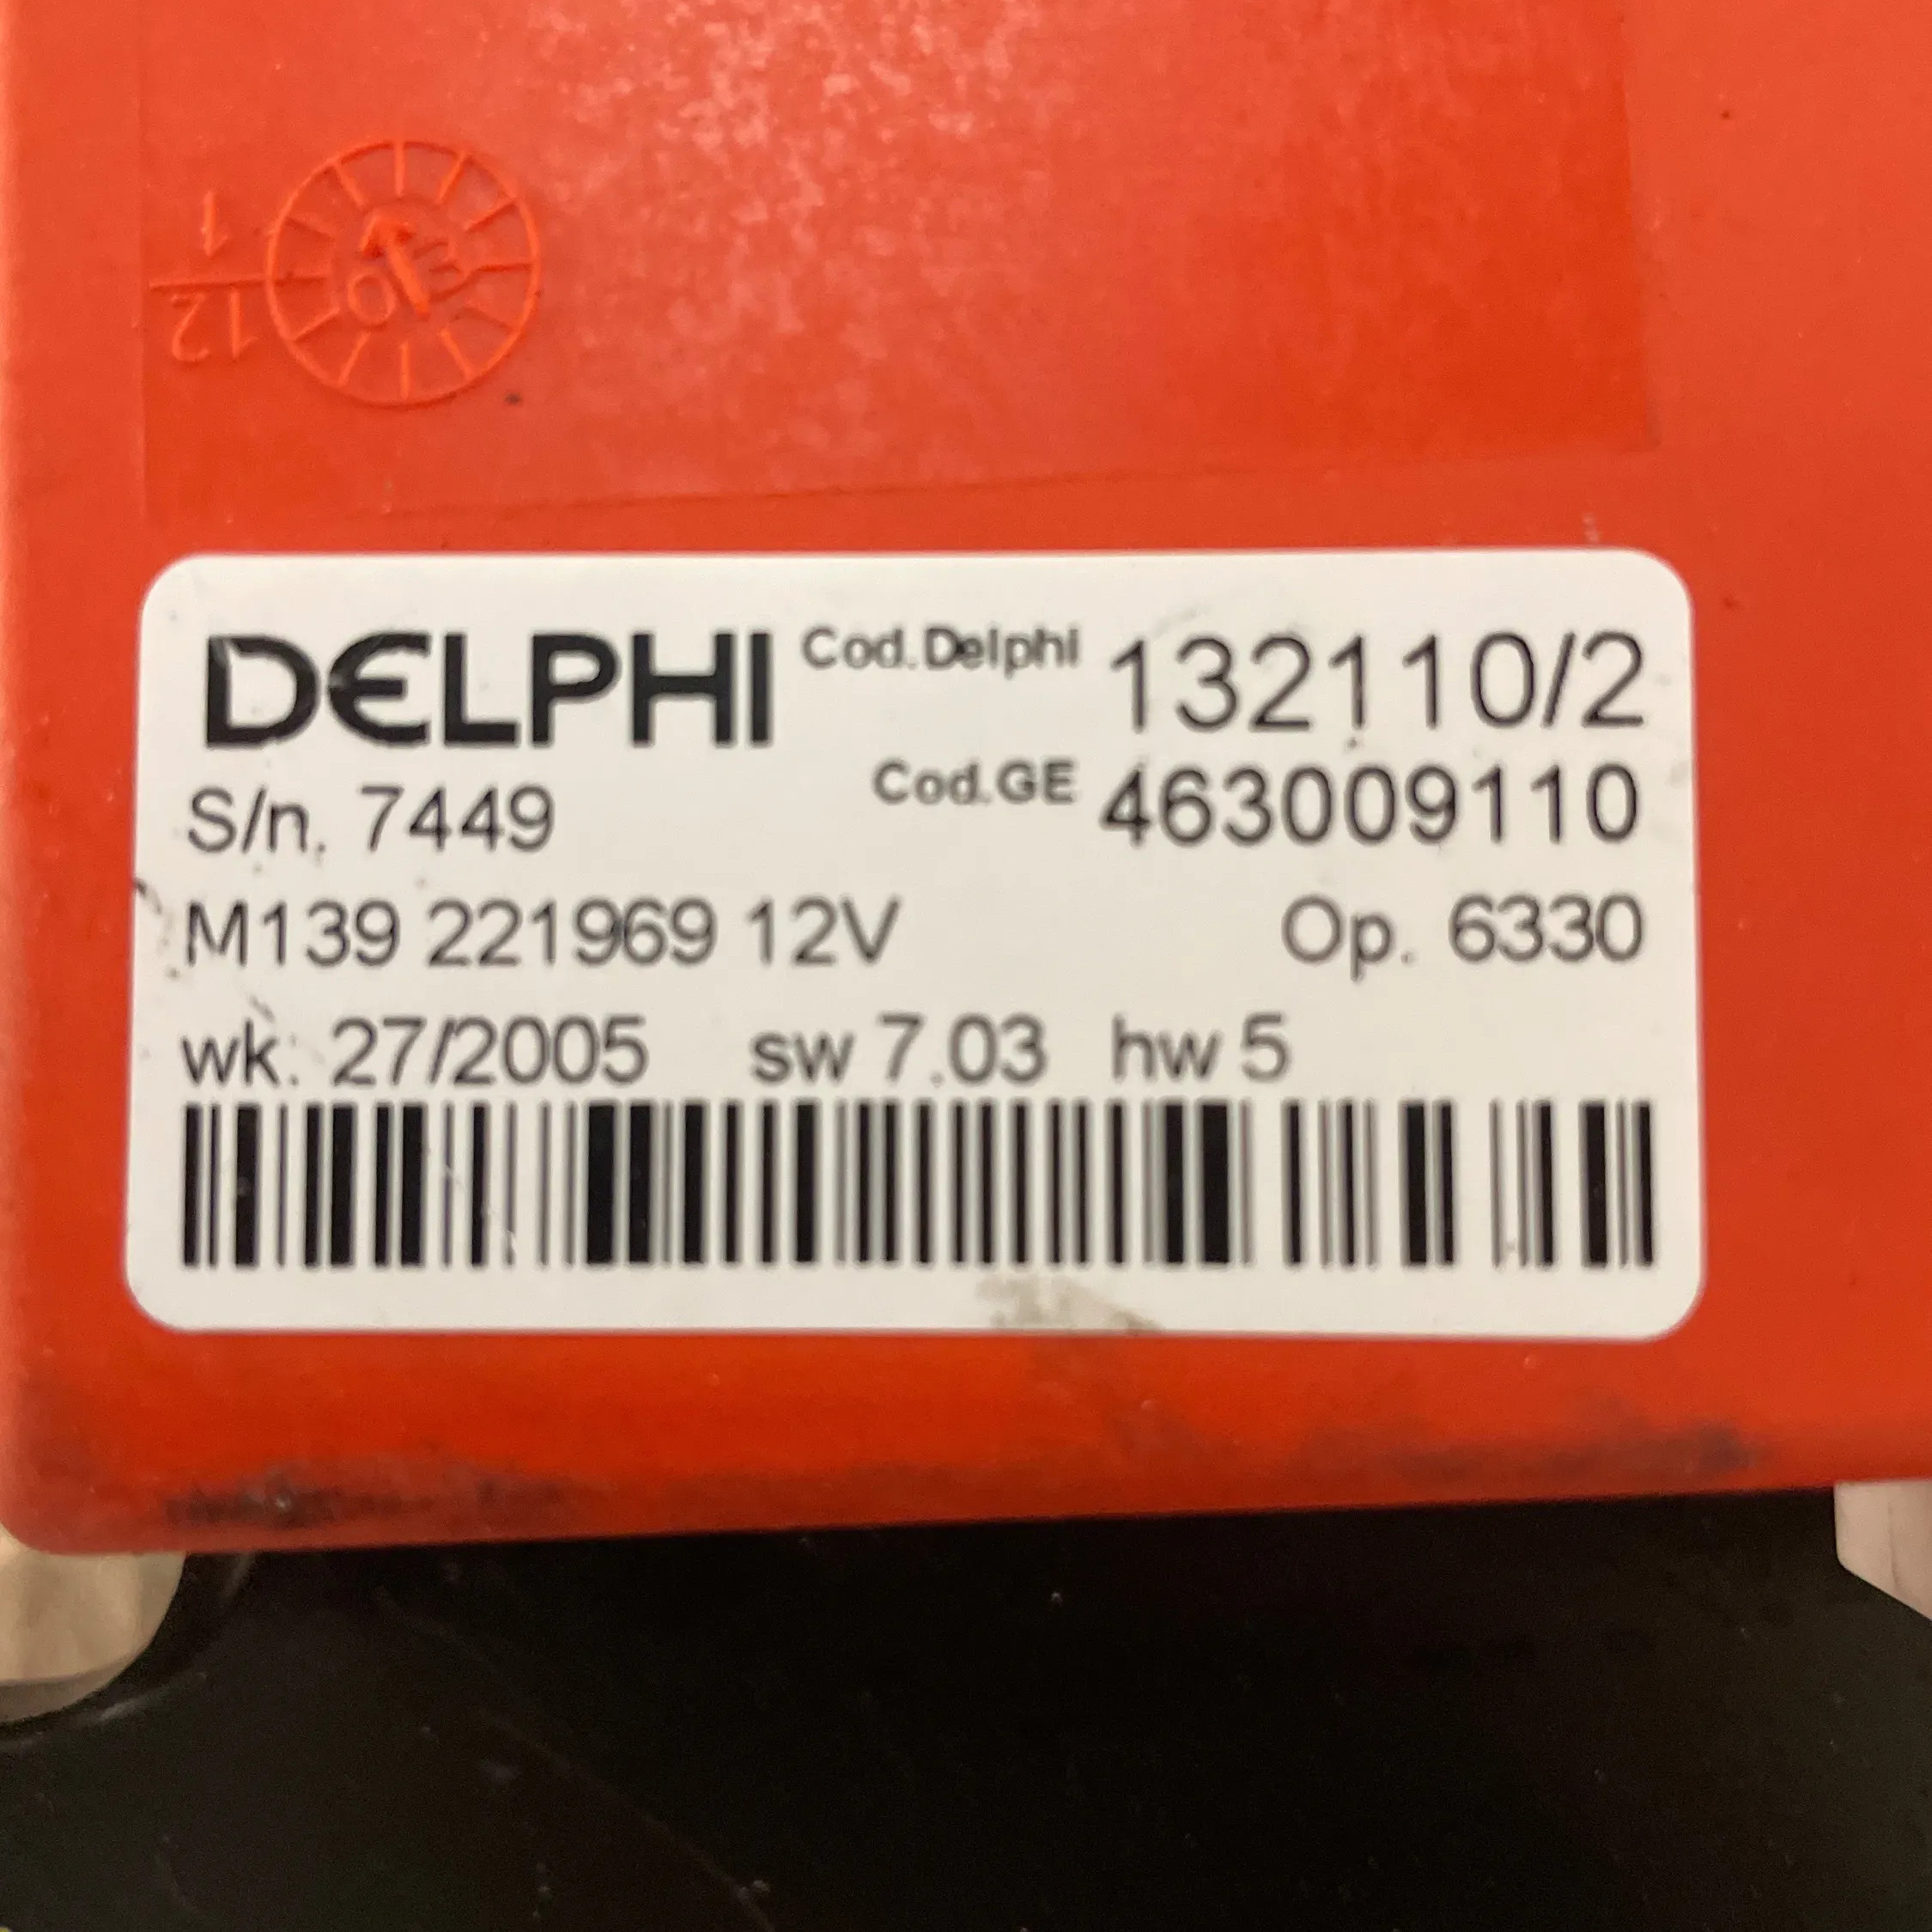 1
12
03
DELPHI Cod.Delphi 132110/2
Cod.GE 463009110
S/n. 7449
M139 221969 12V Op. 6330
wk. 27/2005 sw 7.03 hw 5